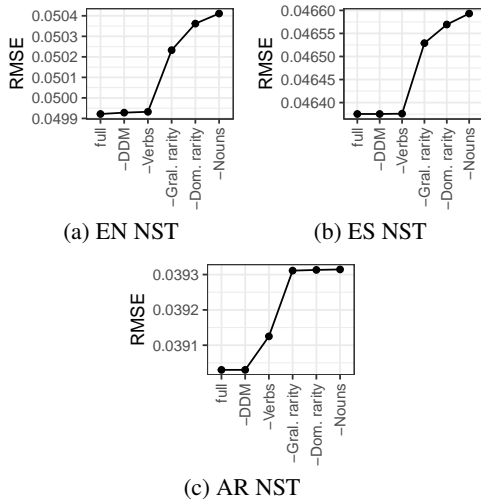 RMSE
0.0504
0.0503
0.0502
0.0501
0.0500
0.0499
full
−DDM
−Verbs
−Gral. rarity
−Dom. rarity
−Nouns
(a) EN NST
RMSE
0.04660
0.04655
0.04650
0.04645
0.04640
full
−DDM
−Verbs
−Gral. rarity
−Dom. rarity
−Nouns
(b) ES NST
RMSE
0.0393
0.0392
0.0391
full
−DDM
−Verbs
−Gral. rarity
−Dom. rarity
−Nouns
(c) AR NST